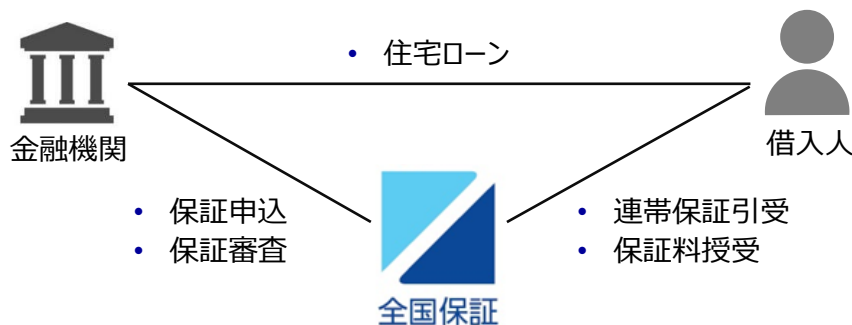 • 住宅ローン
金融機関
借入人
• 保証申込
• 保証審査
• 連帯保証引受
• 保証料授受
全国保証